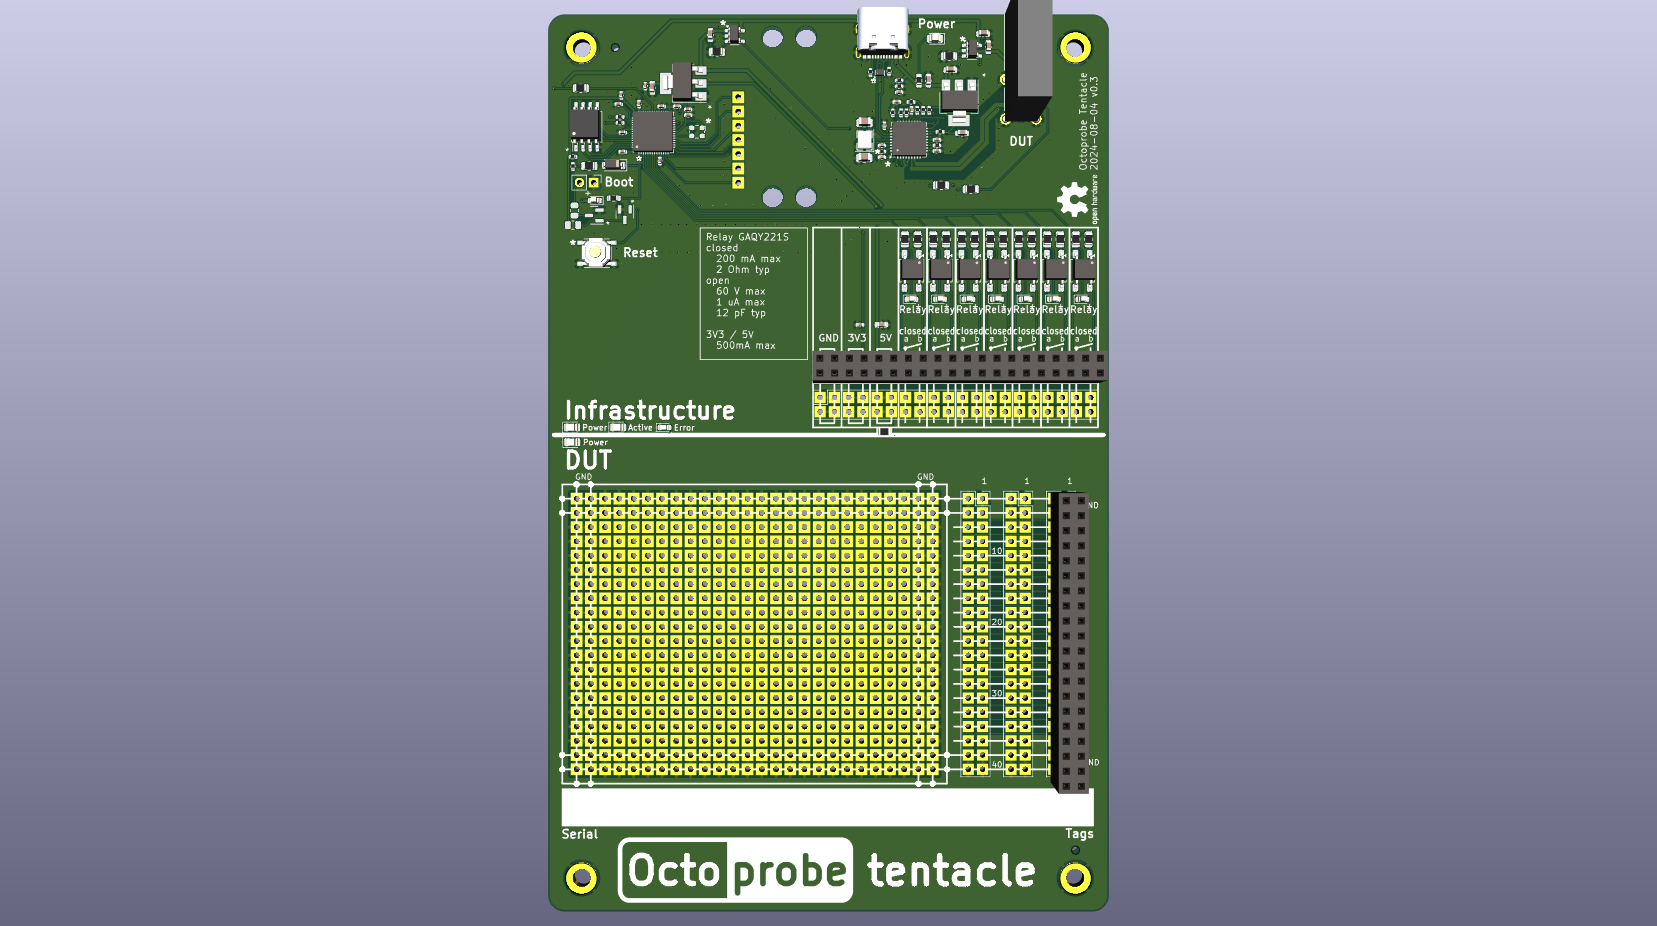 Power
DUT
Octoprobe Tentacle
2024-08-04 v0.3
open hardware
Boot
Reset
Relay GAQY221S
closed
200 mA max
2 Ohm typ
open
60 V max
1 uA max
12 pF typ
3V3 / 5V
500mA max
Relay Relay Relay Relay Relay Relay Relay
closed closed closed closed closed closed closed
GND 3V3 5V a b a b a b a b a b a b a b
Infrastructure
Power Active Error
Power
DUT
GND GND
1 1 1
ND
10
20
30
40
ND
Serial Tags
Octoprobe tentacle